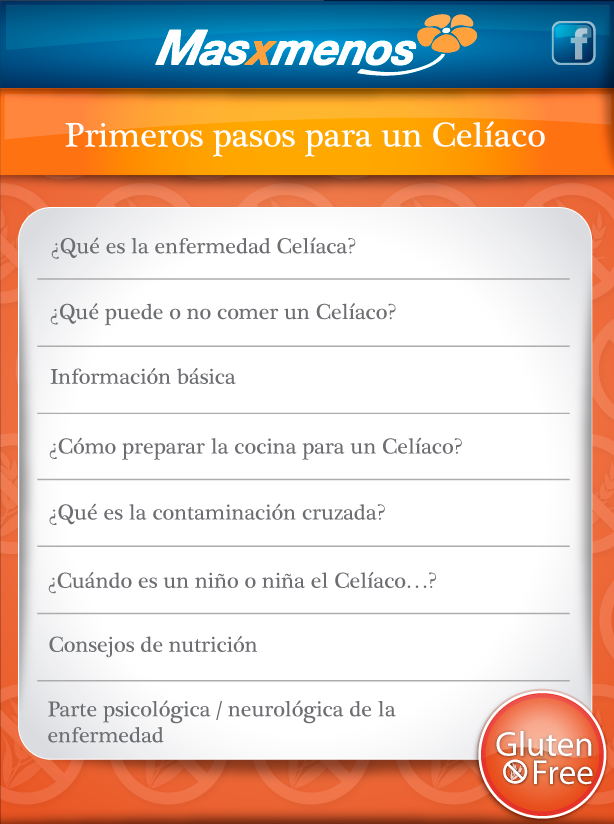 Masxmenos
f
Primeros pasos para un Celíaco
¿Qué es la enfermedad Celíaca?
¿Qué puede o no comer un Celíaco?
Información básica
¿Cómo preparar la cocina para un Celíaco?
¿Qué es la contaminación cruzada?
¿Cuándo es un niño o niña el Celíaco...?
Consejos de nutrición
Parte psicológica / neurológica de la
enfermedad
Gluten
Free